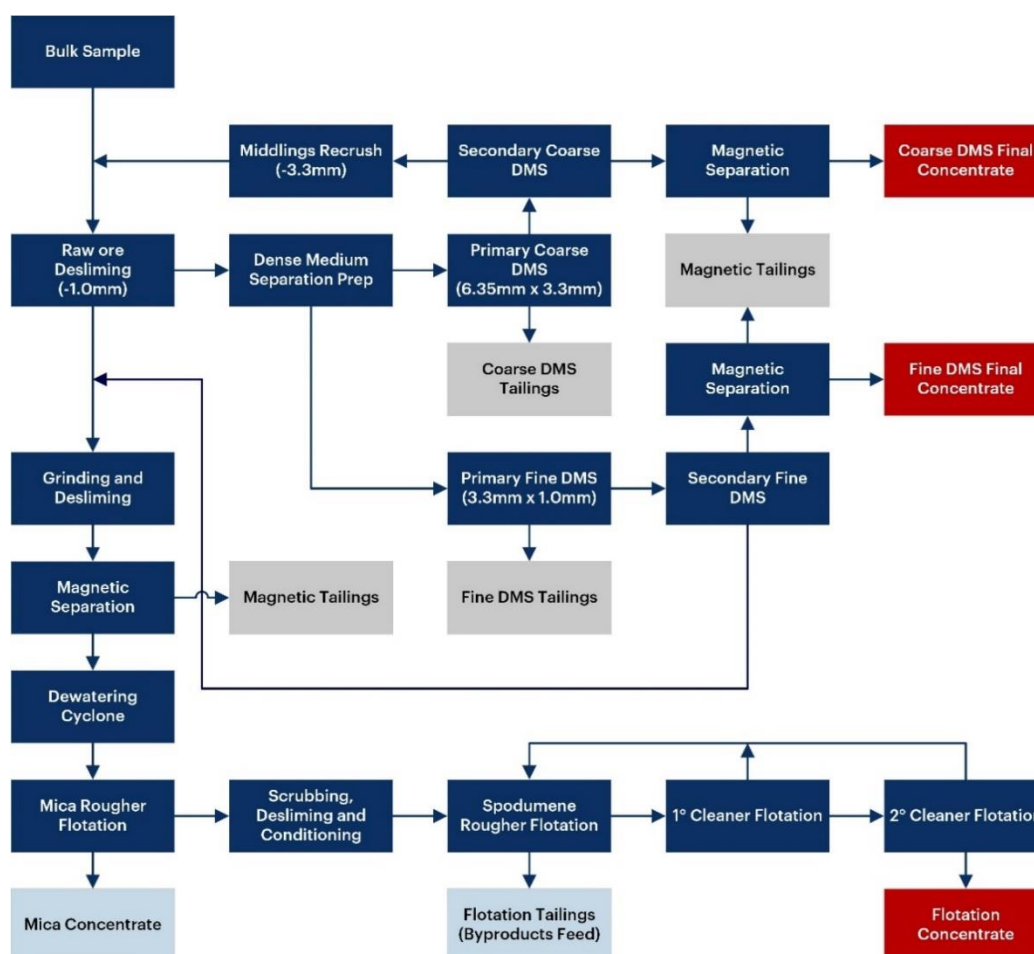 Bulk Sample
Middlings Recrush
(-3.3mm)
Secondary Coarse
DMS
Magnetic
Separation
Coarse DMS Final
Concentrate
Raw ore
Desliming
(-1.0mm)
Dense Medium
Separation Prep
Primary Coarse
DMS
(6.35mm x 3.3mm)
Magnetic Tailings
Coarse DMS
Tailings
Magnetic
Separation
Fine DMS Final
Concentrate
Grinding and
Desliming
Primary Fine DMS
(3.3mm x 1.0mm)
Secondary Fine
DMS
Magnetic
Separation
Magnetic Tailings
Fine DMS Tailings
Dewatering
Cyclone
Mica Rougher
Flotation
Scrubbing,
Desliming and
Conditioning
Spodumene
Rougher Flotation
1° Cleaner Flotation
2° Cleaner Flotation
Mica Concentrate
Flotation Tailings
(Byproducts Feed)
Flotation
Concentrate